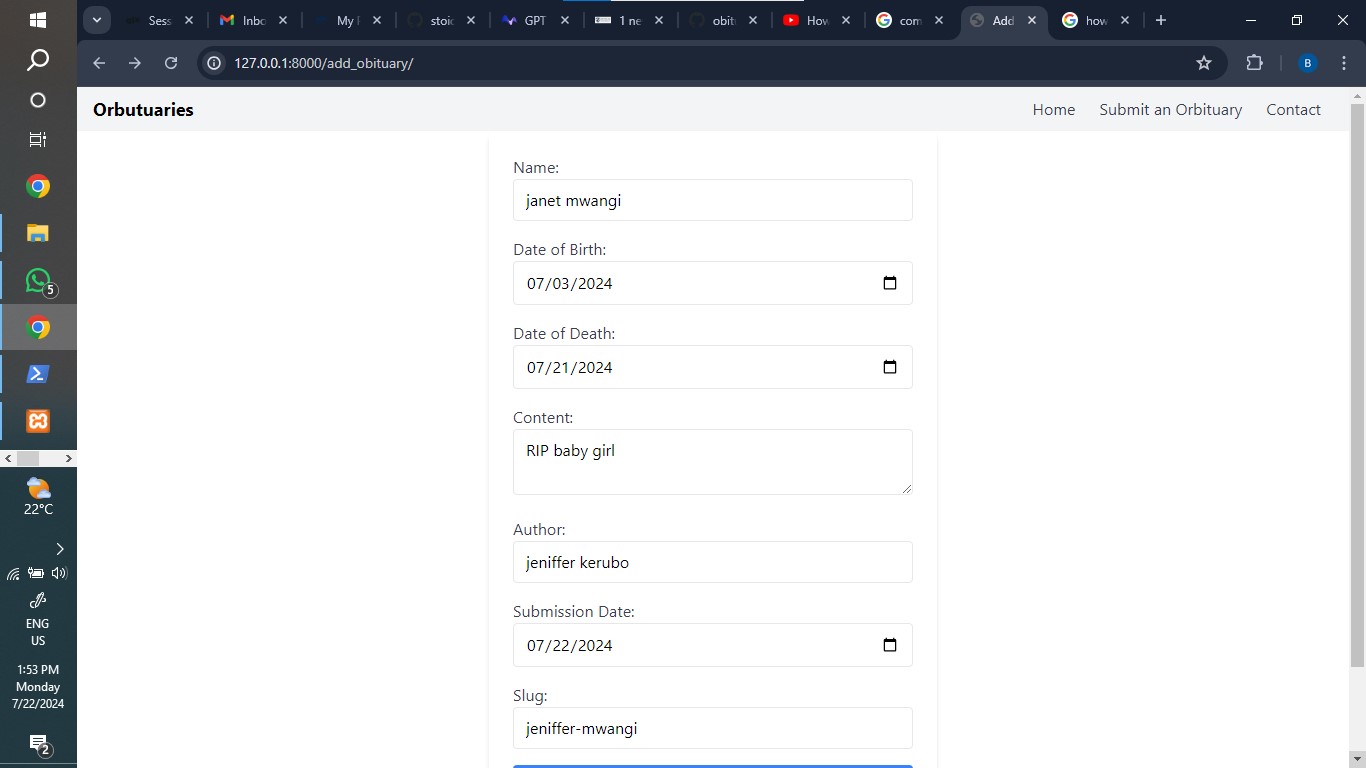 Sess
Inbo
My F
stoic
GPT
1 ne
obit
How
com
Add
how
127.0.0.1:8000/add_obituary/
B
Orbutuaries
Home
Submit an Orbituary
Contact
Name:
janet mwangi
Date of Birth:
07/03/2024
Date of Death:
07/21/2024
Content:
RIP baby girl
Author:
jeniffer kerubo
Submission Date:
07/22/2024
Slug:
jeniffer-mwangi
5
22°C
ENG
US
1:53 PM
Monday
7/22/2024
2